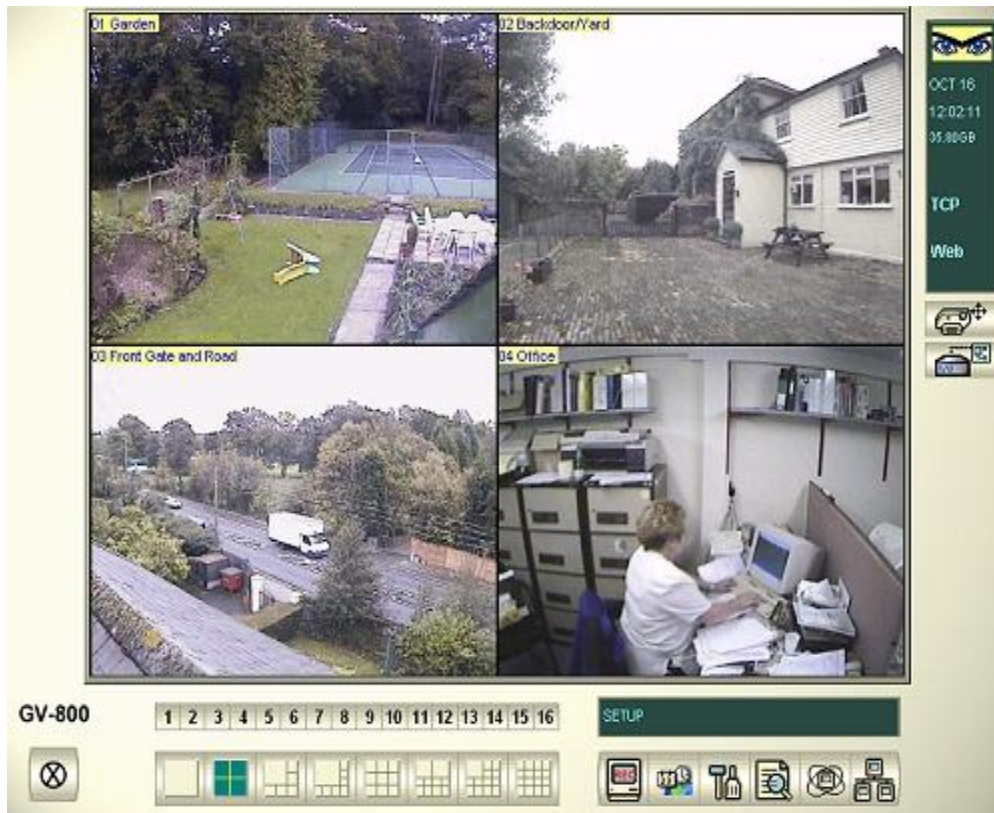 01 Garden
02 Backdoor/Yard
OCT 16
12:02:11
35.80GB
TCP
Web
03 Front Gate and Road
04 Office
GV-800
1 2 3 4 5 6 7 8 9 10 11 12 13 14 15 16
SETUP
REC